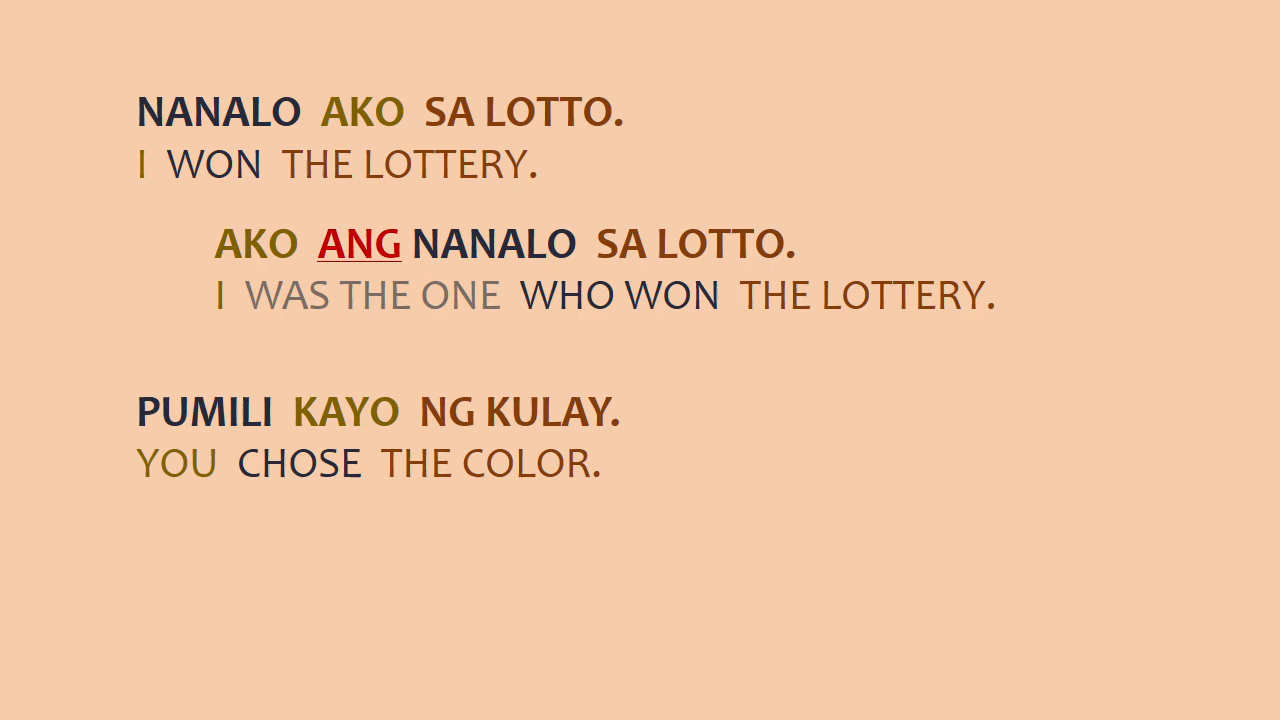 NANALO AKO SA LOTTO.
I WON THE LOTTERY.
AKO ANG NANALO SA LOTTO.
I WAS THE ONE WHO WON THE LOTTERY.
PUMILI KAYO NG KULAY.
YOU CHOSE THE COLOR.